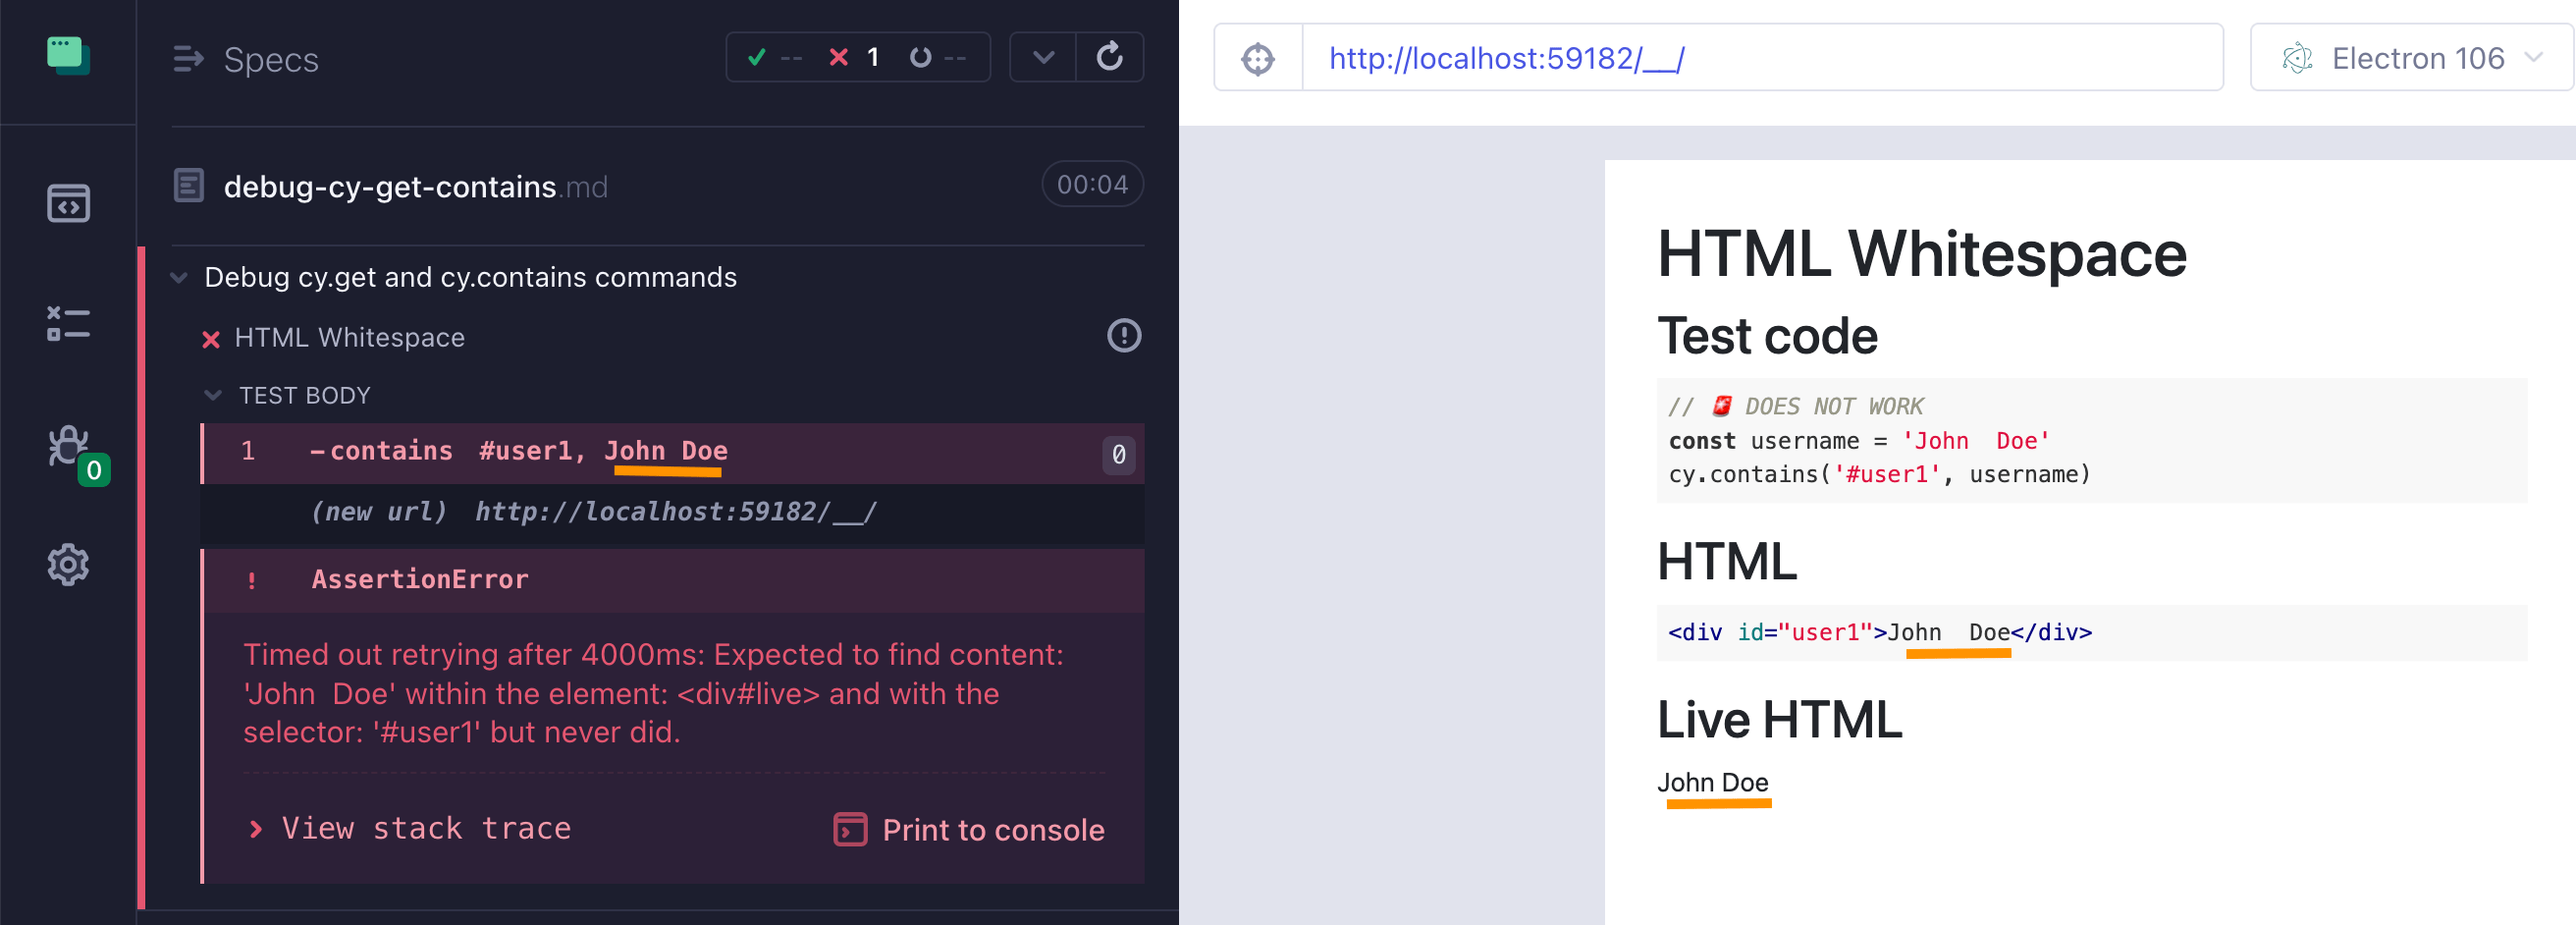 Specs
-- 1 --
debug-cy-get-contains.md 00:04
Debug cy.get and cy.contains commands
HTML Whitespace
TEST BODY
1 -contains #user1, John Doe 0
(new url) http://localhost:59182/__/
! AssertionError
Timed out retrying after 4000ms: Expected to find content:
'John  Doe' within the element: <div#live> and with the
selector: '#user1' but never did.
View stack trace
Print to console
0
http://localhost:59182/__/
Electron 106
HTML Whitespace
Test code
// 🚨 DOES NOT WORK
const username = 'John  Doe'
cy.contains('#user1', username)
HTML
<div id="user1">John  Doe</div>
Live HTML
John Doe